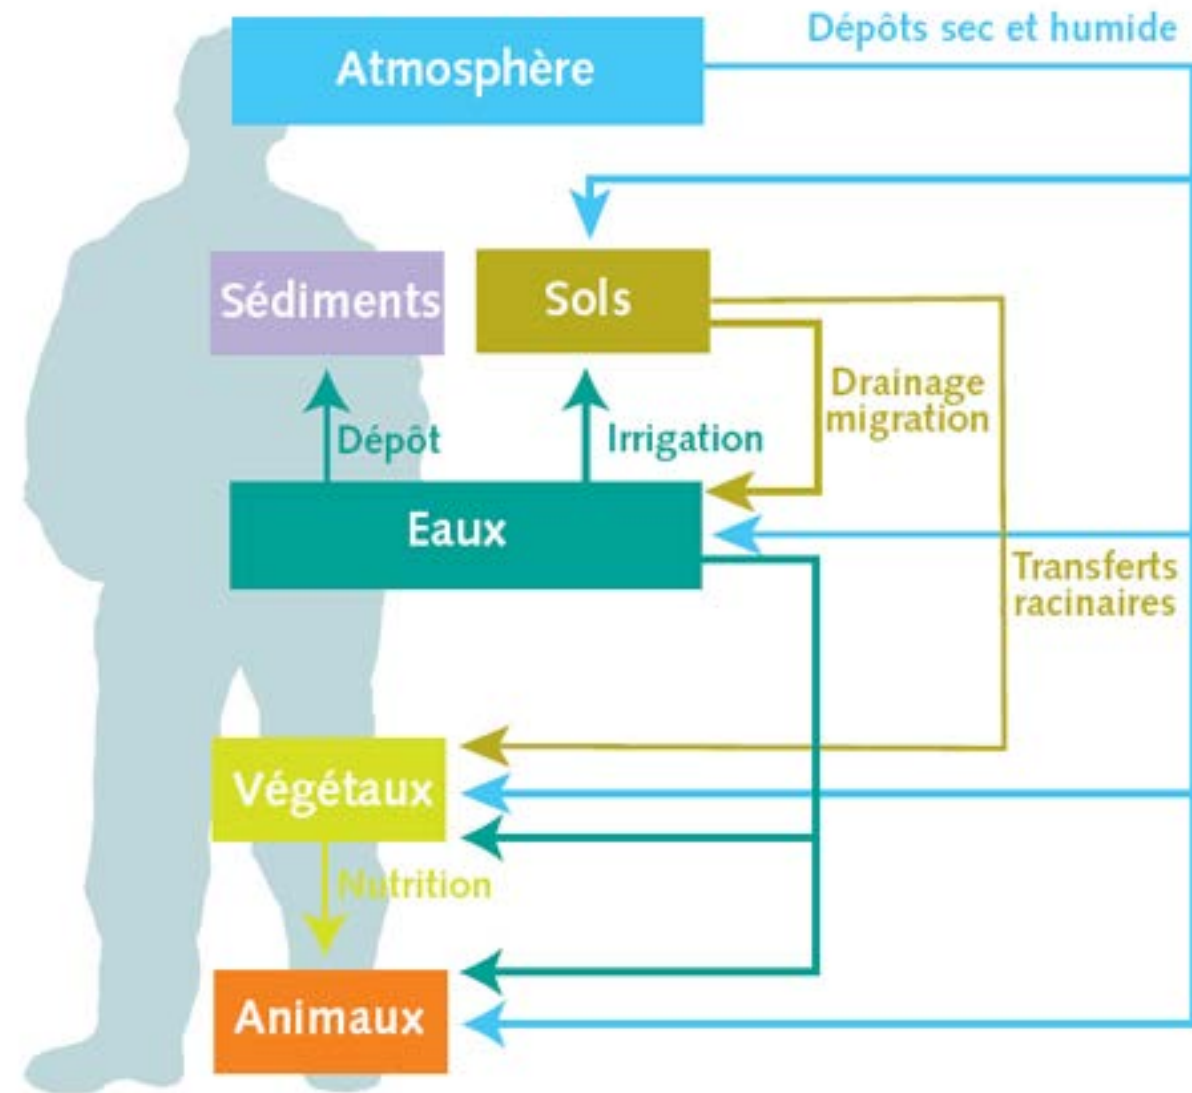 Dépôts sec et humide
Atmosphère
Sédiments
Sols
Drainage
migration
Dépôt
Irrigation
Eaux
Transferts
racinaires
Végétaux
Nutrition
Animaux